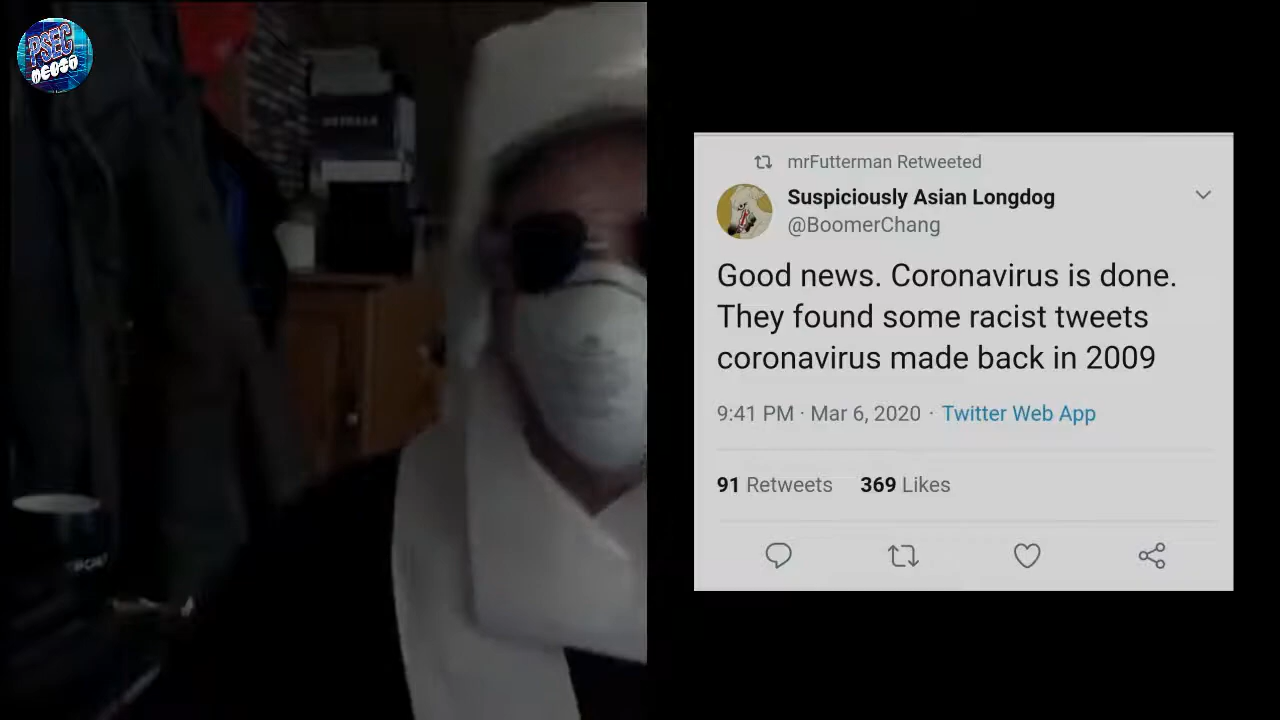 PSEC
mrFutterman Retweeted
Suspiciously Asian Longdog
@BoomerChang
Good news. Coronavirus is done.
They found some racist tweets
coronavirus made back in 2009
9:41 PM · Mar 6, 2020 · Twitter Web App
91 Retweets 369 Likes